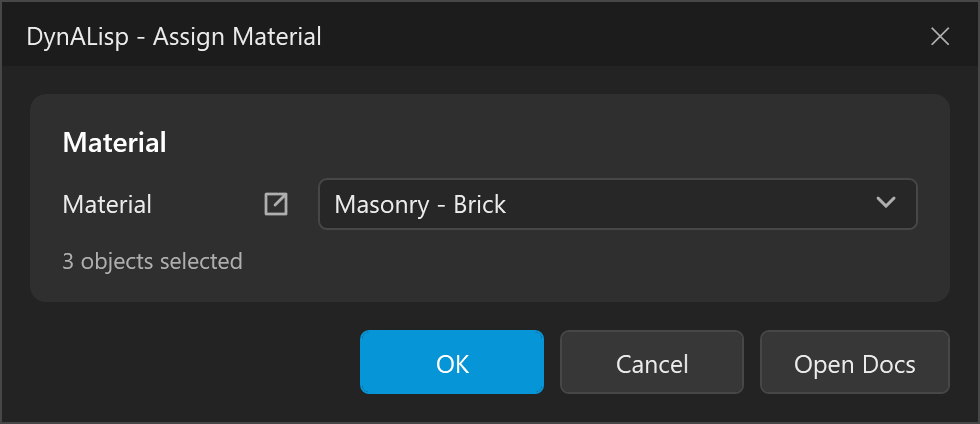 DynALisp - Assign Material
Material
Material Masonry - Brick
3 objects selected
OK Cancel Open Docs